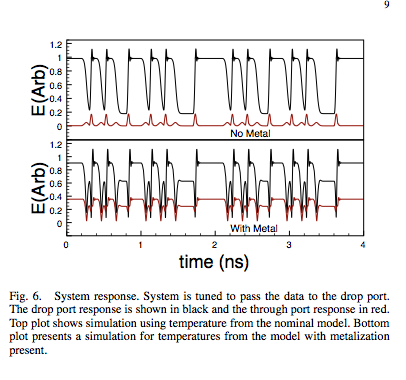 9
1.2
1
0.8
0.6
0.4
0.2
0
E(Arb)
No Metal
1.2
1
0.8
0.6
0.4
0.2
0
E(Arb)
With Metal
0 1 2 3 4
time (ns)
Fig. 6. System response. System is tuned to pass the data to the drop port.
The drop port response is shown in black and the through port response in red.
Top plot shows simulation using temperature from the nominal model. Bottom
plot presents a simulation for temperatures from the model with metalization
present.